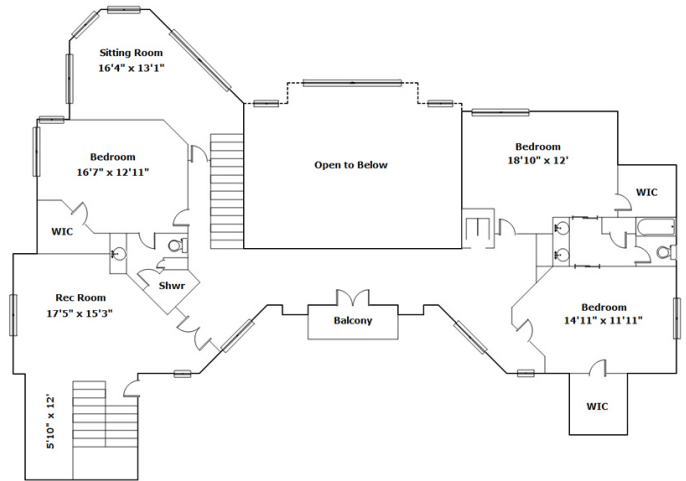 Sitting Room
16'4" x 13'1"
Bedroom
16'7" x 12'11"
Open to Below
Bedroom
18'10" x 12'
WIC
WIC
Shwr
Rec Room
17'5" x 15'3"
Balcony
Bedroom
14'11" x 11'11"
5'10" x 12'
WIC